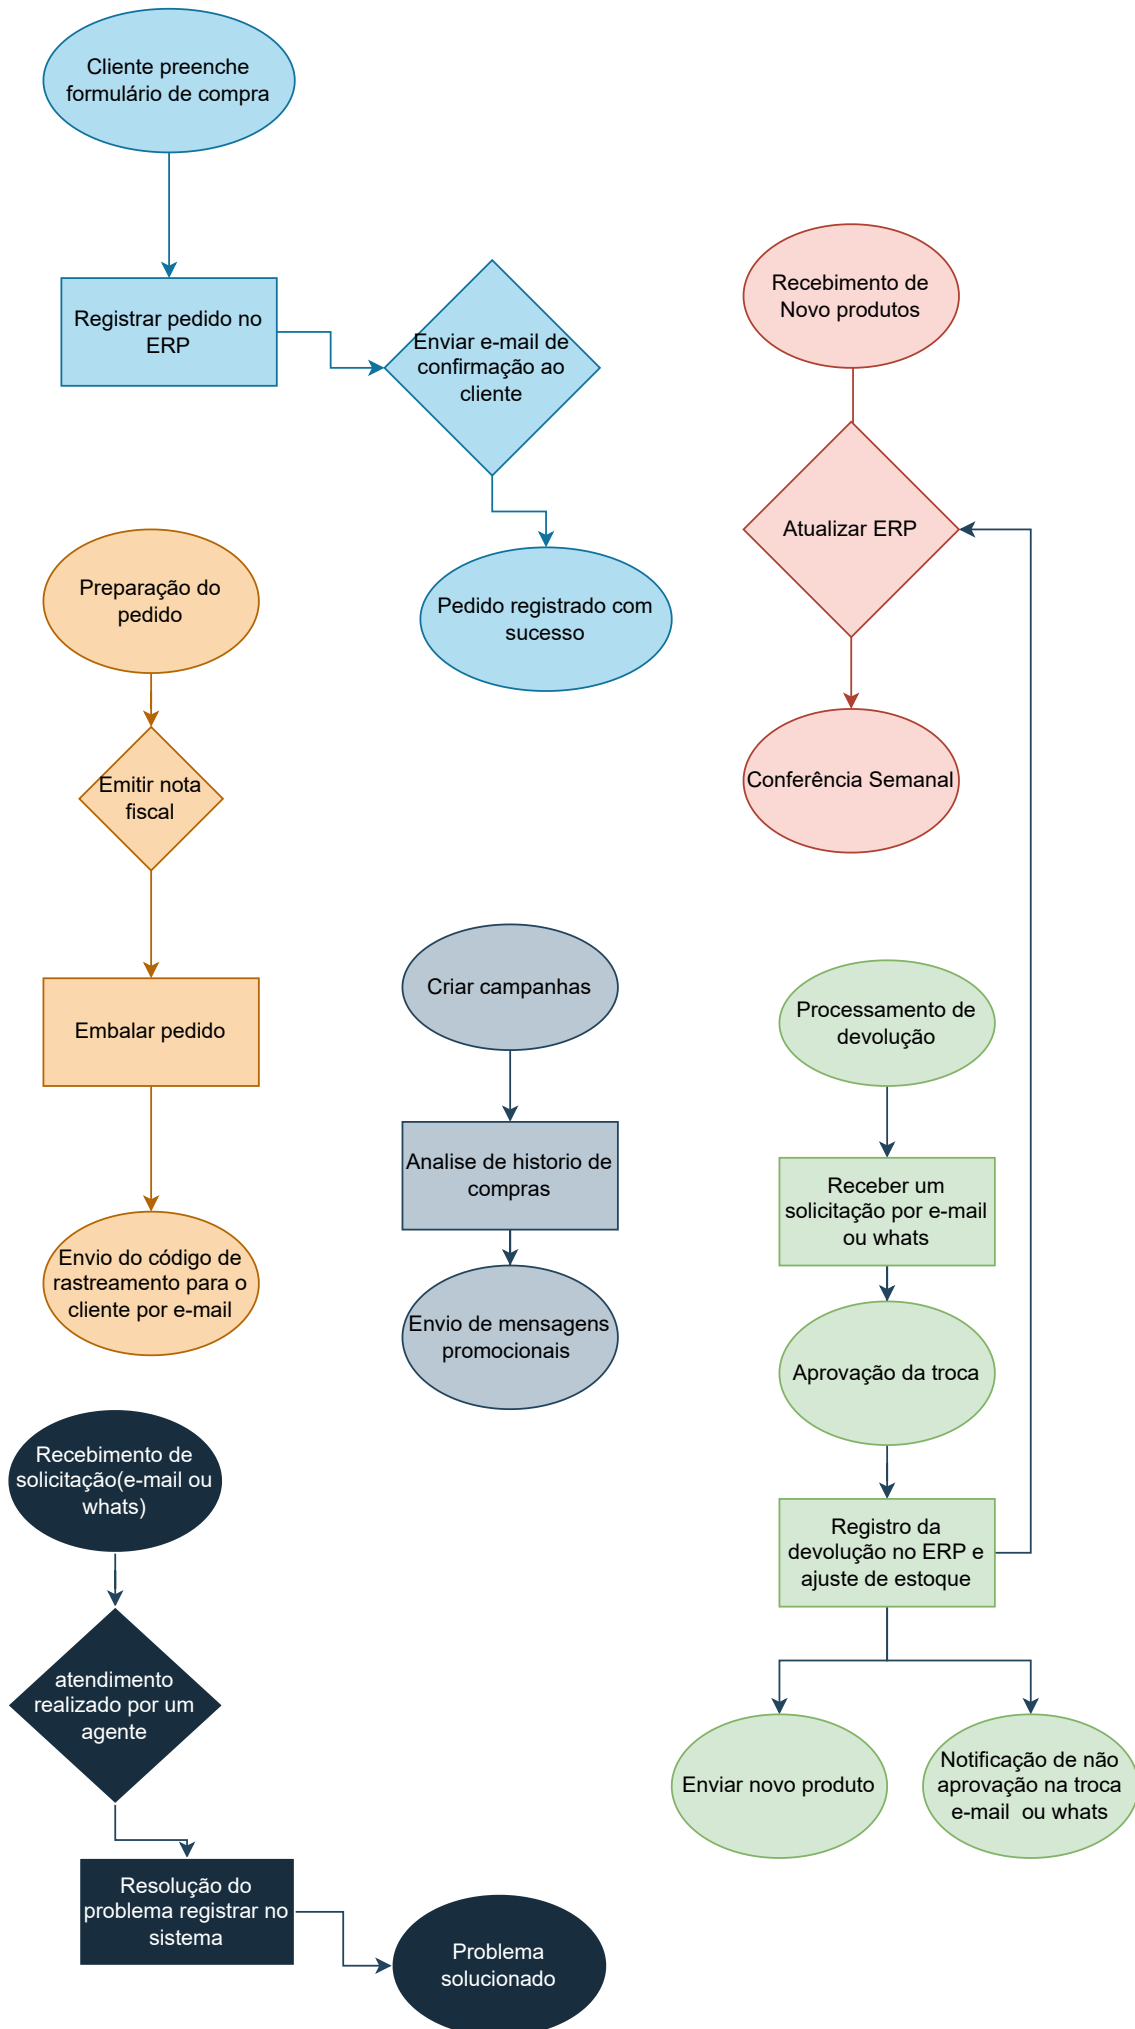 Cliente preenche
formulário de compra
Registrar pedido no
ERP
Enviar e-mail de
confirmação ao
cliente
Pedido registrado com
sucesso
Recebimento de
Novo produtos
Atualizar ERP
Conferência Semanal
Preparação do
pedido
Emitir nota
fiscal
Embalar pedido
Envio do código de
rastreamento para o
cliente por e-mail
Criar campanhas
Analise de historio de
compras
Envio de mensagens
promocionais
Processamento de
devolução
Receber um
solicitação por e-mail
ou whats
Aprovação da troca
Registro da
devolução no ERP e
ajuste de estoque
Enviar novo produto
Notificação de não
aprovação na troca
e-mail  ou whats
Recebimento de
solicitação(e-mail ou
whats)
atendimento
realizado por um
agente
Resolução do
problema registrar no
sistema
Problema
solucionado